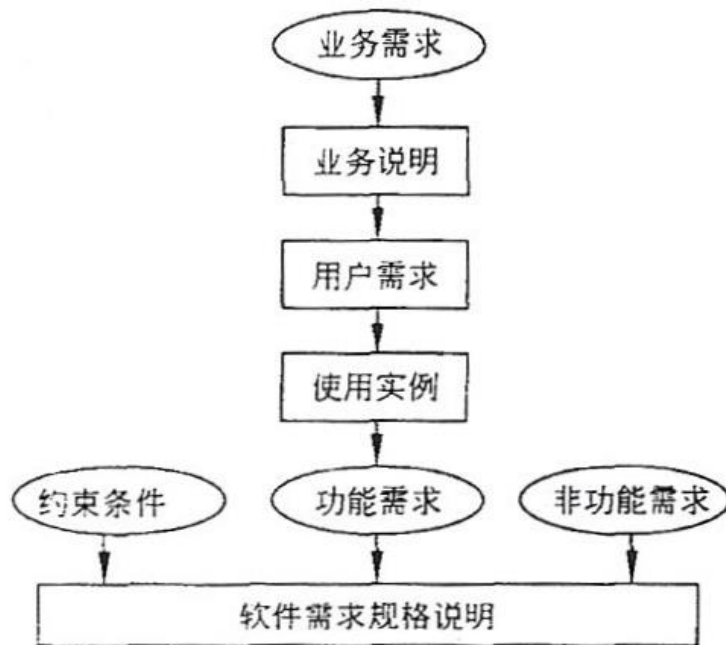 业务需求
业务说明
用户需求
使用实例
约束条件
功能需求
非功能需求
软件需求规格说明